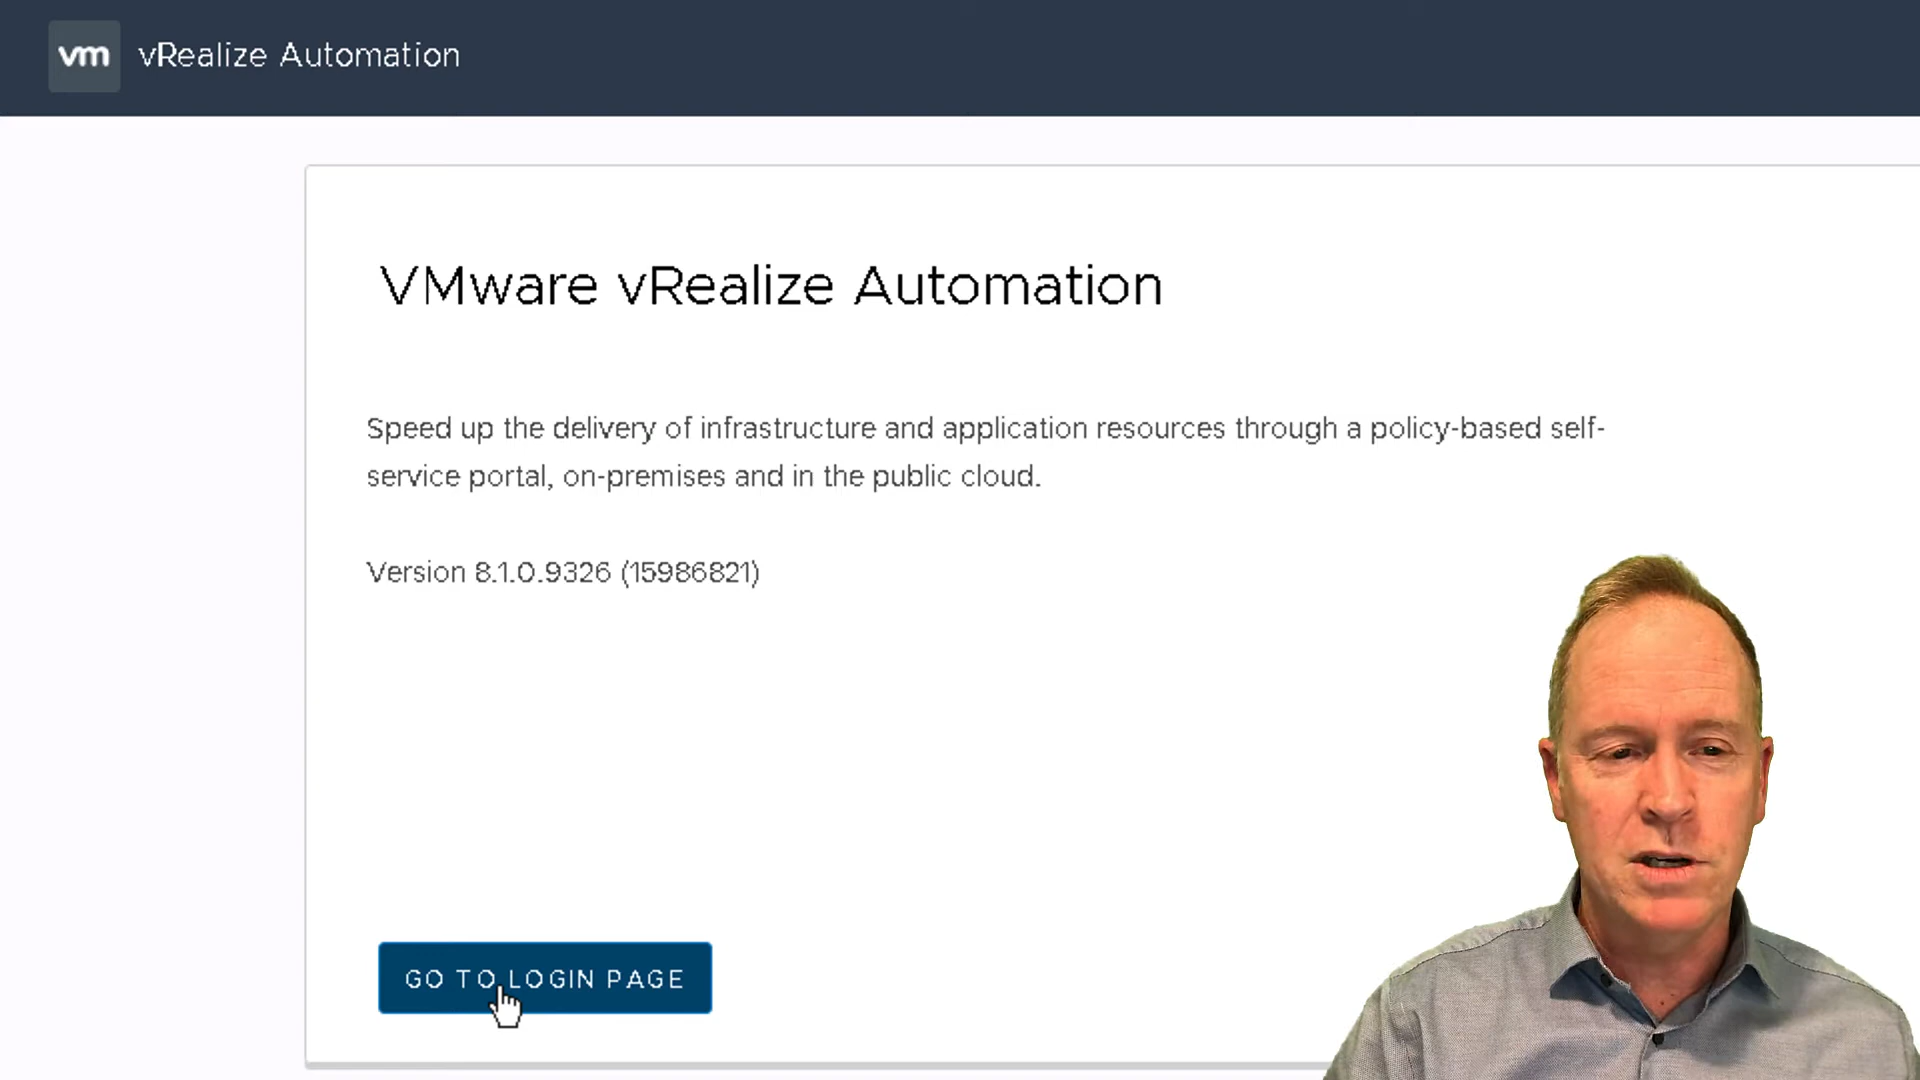 vm vRealize Automation
VMware vRealize Automation
Speed up the delivery of infrastructure and application resources through a policy-based self-
service portal, on-premises and in the public cloud.
Version 8.1.0.9326 (15986821)
GO TO LOGIN PAGE